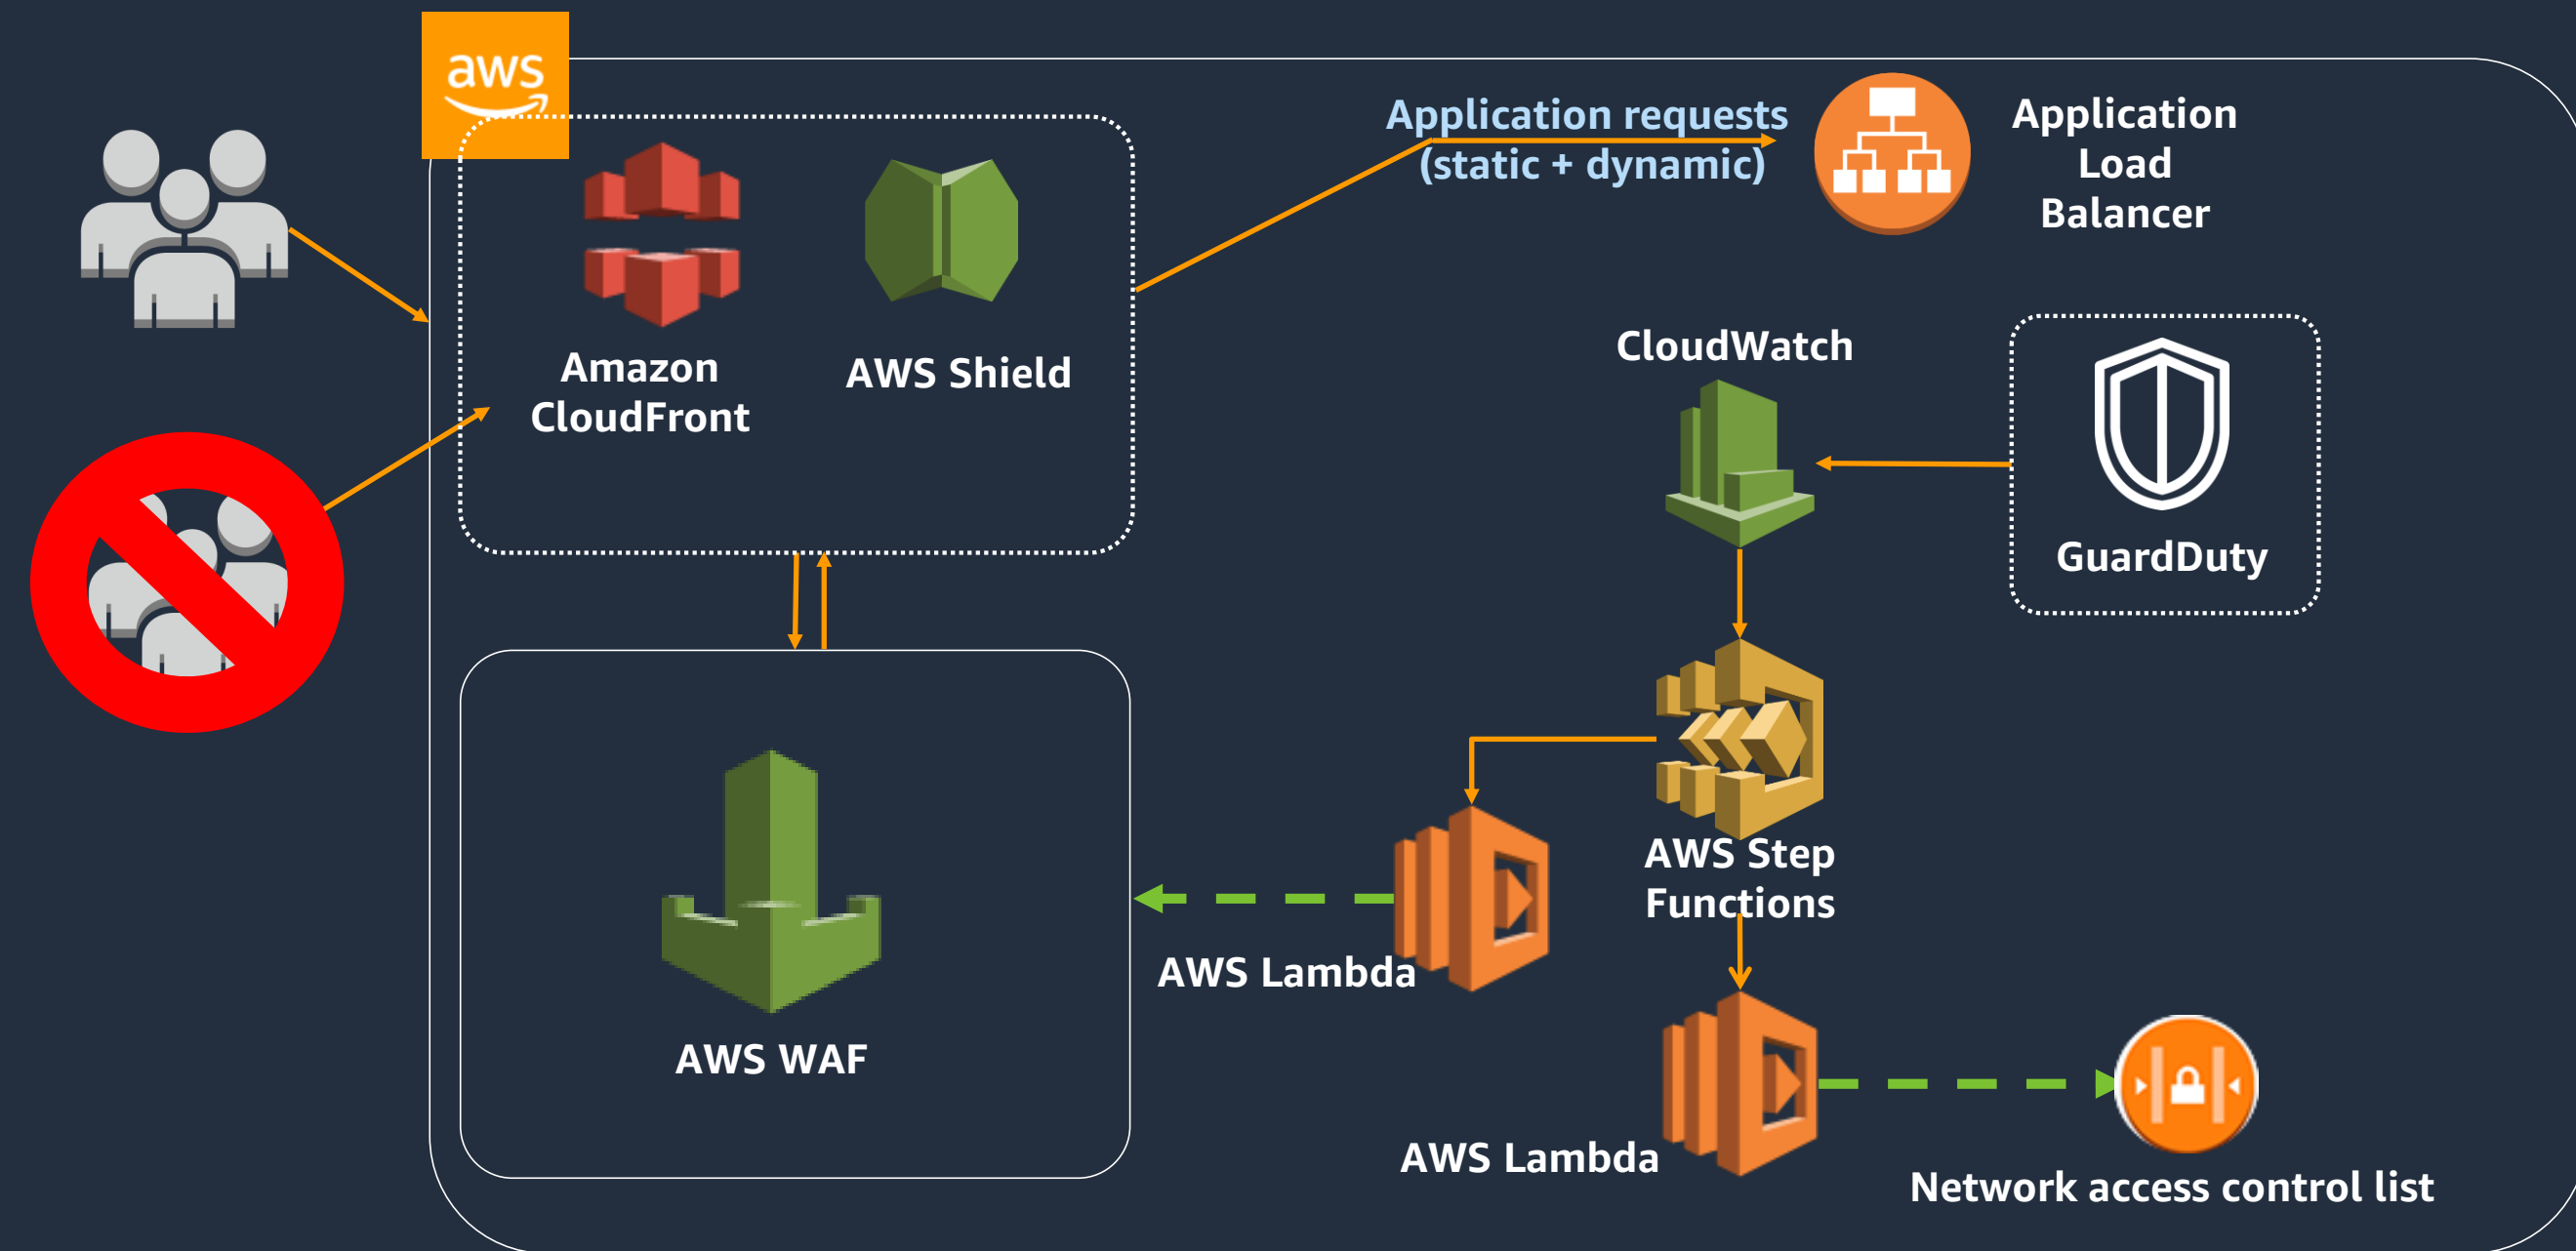 aws
Application requests
(static + dynamic)
Application
Load
Balancer
Amazon
CloudFront
AWS Shield
CloudWatch
GuardDuty
AWS Step
Functions
AWS WAF
AWS Lambda
AWS Lambda
Network access control list